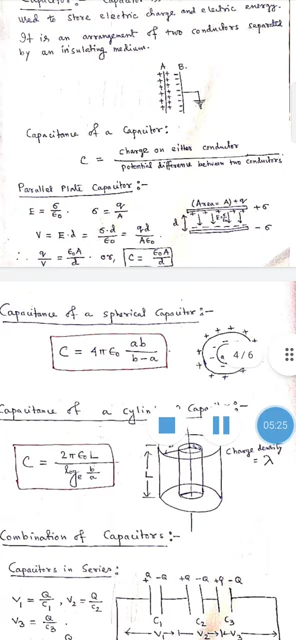 used to store electric charge and electric energy.
It is an arrangement of two conductors separated
by an insulating medium.
A B.
Capacitance of a Capacitor:
C = charge on either conductor / potential difference between two conductors
Parallel Plate Capacitor:-
E = σ/ε₀ σ = q/A
(Area = A) + q
+σ
d
E
-σ
V = E·d = σ·d/ε₀ = qd/Aε₀
∴ q/V = ε₀A/d or, C = ε₀A/d
Capacitance of a spherical Capacitor:-
C = 4πε₀ ab/b-a
a
4/6
Capacitance of a
05:25
C = 2πε₀L / logₑ b/a
L
Charge density = λ
Combination of Capacitors:-
Capacitors in Series:-
+Q -Q +Q -Q +Q -Q
V₁ = Q/C₁, V₂ = Q/C₂
C₁ C₂ C₃
V₃ = Q/C₃.
V₁ V₂ V₃